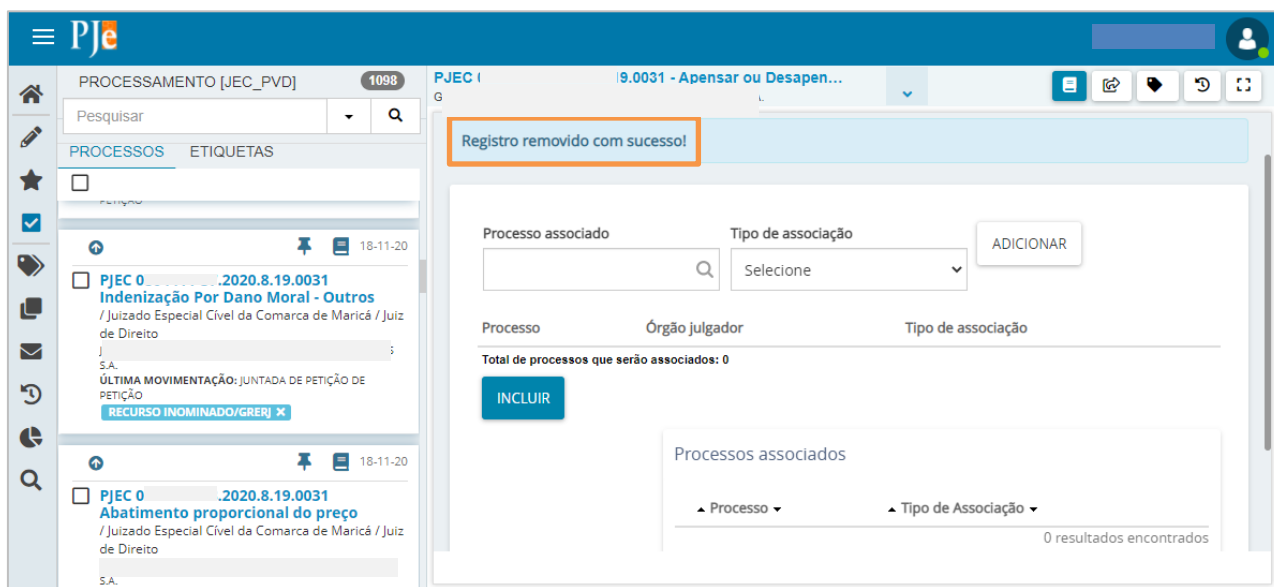 PJe
PROCESSAMENTO [JEC_PVD] 1098
Pesquisar
PROCESSOS ETIQUETAS
PETIÇÃO
18-11-20
PJEC 0 .2020.8.19.0031
Indenização Por Dano Moral - Outros
/ Juizado Especial Cível da Comarca de Maricá / Juiz
de Direito
J S
S.A.
ÚLTIMA MOVIMENTAÇÃO: JUNTADA DE PETIÇÃO DE
PETIÇÃO
RECURSO INOMINADO/GRERJ ×
18-11-20
PJEC 0 .2020.8.19.0031
Abatimento proporcional do preço
/ Juizado Especial Cível da Comarca de Maricá / Juiz
de Direito
S.A.
PJEC 9.0031 - Apensar ou Desapen...
G
Registro removido com sucesso!
Processo associado Tipo de associação
Selecione
ADICIONAR
Processo Órgão julgador Tipo de associação
Total de processos que serão associados: 0
INCLUIR
Processos associados
Processo Tipo de Associação
0 resultados encontrados